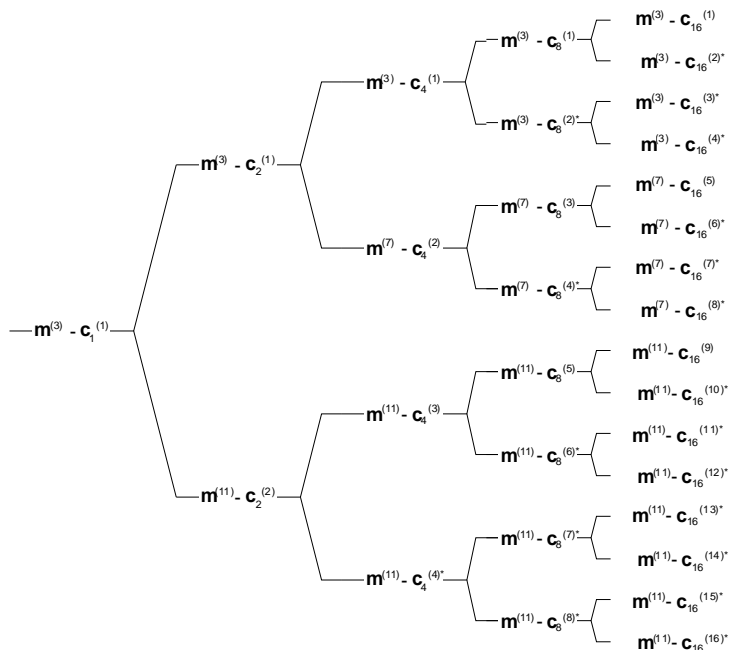 m(3) - c16(1)
m(3) - c8(1)
m(3) - c16(2)*
m(3) - c4(1)
m(3) - c16(3)*
m(3) - c8(2)*
m(3) - c16(4)*
m(3) - c2(1)
m(7) - c16(5)
m(7) - c8(3)
m(7) - c16(6)*
m(7) - c4(2)
m(7) - c16(7)*
m(7) - c8(4)*
m(7) - c16(8)*
m(3) - c1(1)
m(11) - c16(9)
m(11) - c8(5)
m(11) - c16(10)*
m(11) - c4(3)
m(11) - c16(11)*
m(11) - c8(6)*
m(11) - c16(12)*
m(11) - c2(2)
m(11) - c16(13)*
m(11) - c8(7)*
m(11) - c16(14)*
m(11) - c4(4)*
m(11) - c16(15)*
m(11) - c8(8)*
m(11) - c16(16)*